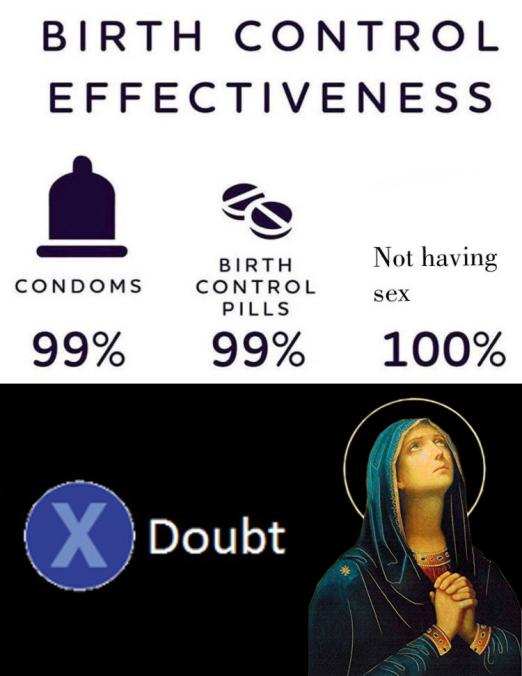 BIRTH CONTROL
EFFECTIVENESS
CONDOMS
99%
BIRTH
CONTROL
PILLS
99%
Not having
sex
100%
X Doubt